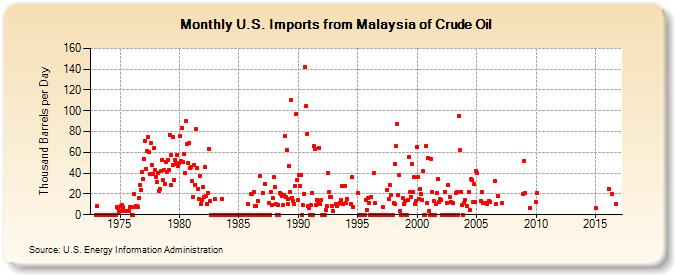 Monthly U.S. Imports from Malaysia of Crude Oil
Thousand Barrels per Day
160
140
120
100
80
60
40
20
0
1975 1980 1985 1990 1995 2000 2005 2010 2015
Source: U.S. Energy Information Administration